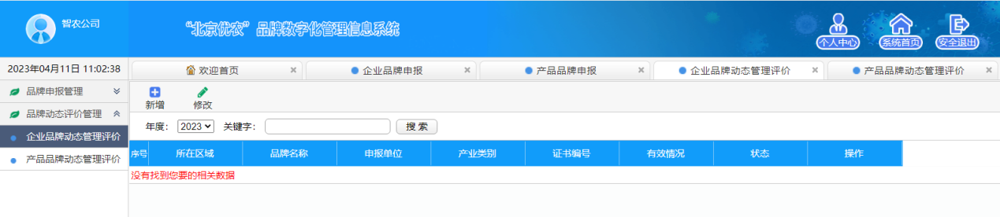 智农公司
“北京优农”品牌数字化管理信息系统
个人中心 系统首页 安全退出
2023年04月11日 11:02:38
欢迎首页 × 企业品牌申报 × 产品品牌申报 × 企业品牌动态管理评价 × 产品品牌动态管理评价 ×
品牌申报管理
品牌动态评价管理
企业品牌动态管理评价
产品品牌动态管理评价
新增 修改
年度： 2023 关键字： 搜 索
序号 所在区域 品牌名称 申报单位 产业类别 证书编号 有效情况 状态 操作
没有找到您要的相关数据